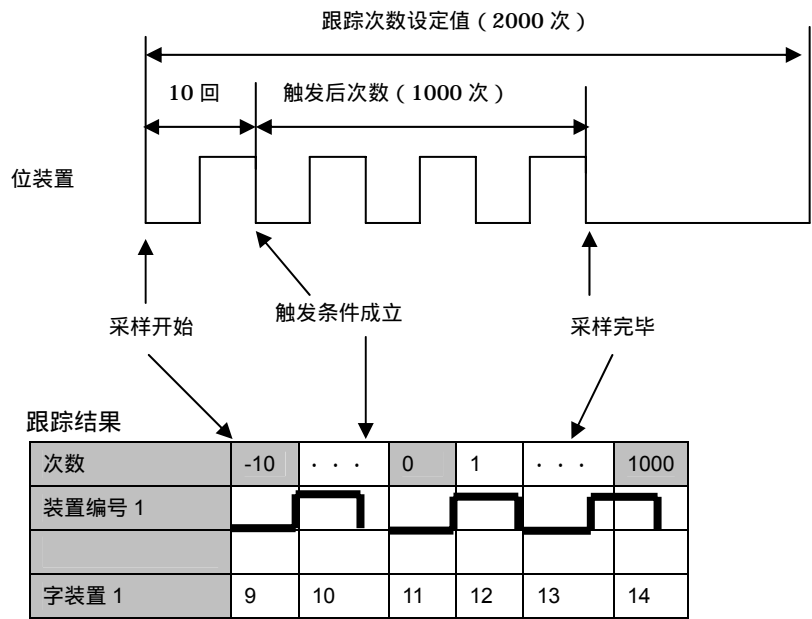 跟踪次数设定值 ( 2000 次 )
10 回
触发后次数 ( 1000 次 )
位装置
采样开始
触发条件成立
采样完毕
跟踪结果
次数 -10 · · · 0 1 · · · 1000
装置编号 1
字装置 1 9 10 11 12 13 14